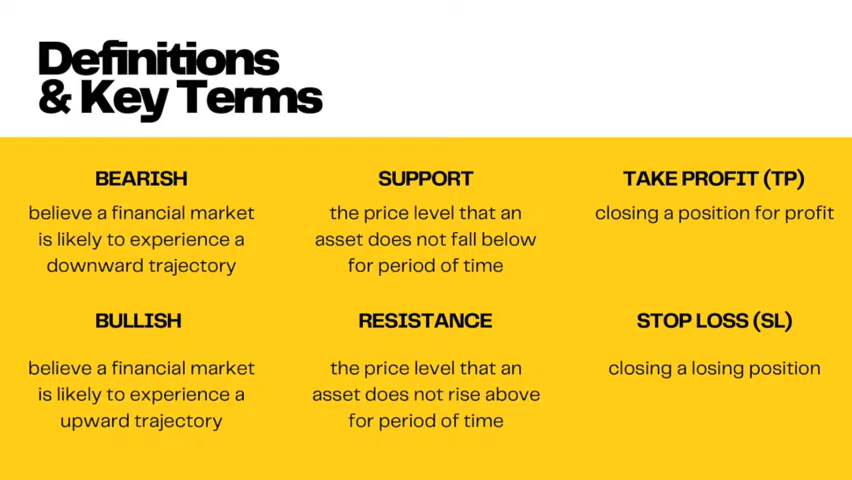 Definitions
& Key Terms
BEARISH
believe a financial market
is likely to experience a
downward trajectory
SUPPORT
the price level that an
asset does not fall below
for period of time
TAKE PROFIT (TP)
closing a position for profit
BULLISH
believe a financial market
is likely to experience a
upward trajectory
RESISTANCE
the price level that an
asset does not rise above
for period of time
STOP LOSS (SL)
closing a losing position